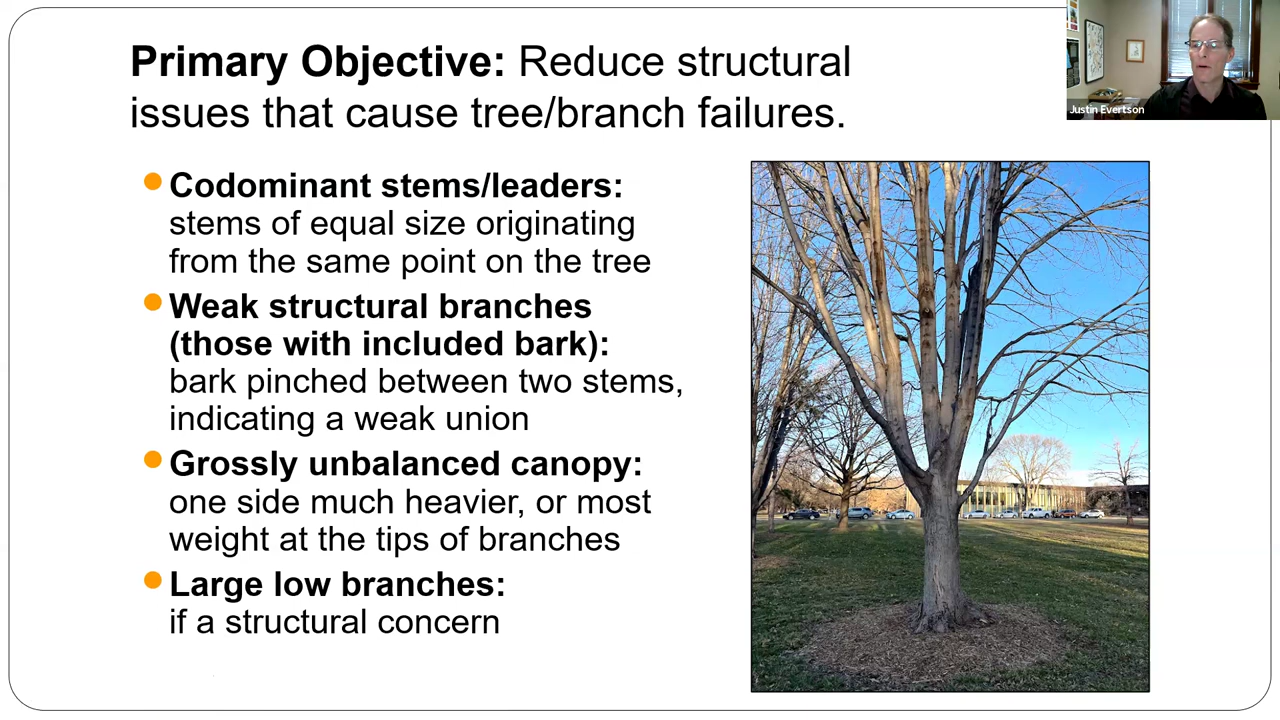 Primary Objective: Reduce structural
issues that cause tree/branch failures.
Codominant stems/leaders:
stems of equal size originating
from the same point on the tree
Weak structural branches
(those with included bark):
bark pinched between two stems,
indicating a weak union
Grossly unbalanced canopy:
one side much heavier, or most
weight at the tips of branches
Large low branches:
if a structural concern
Justin Evertson